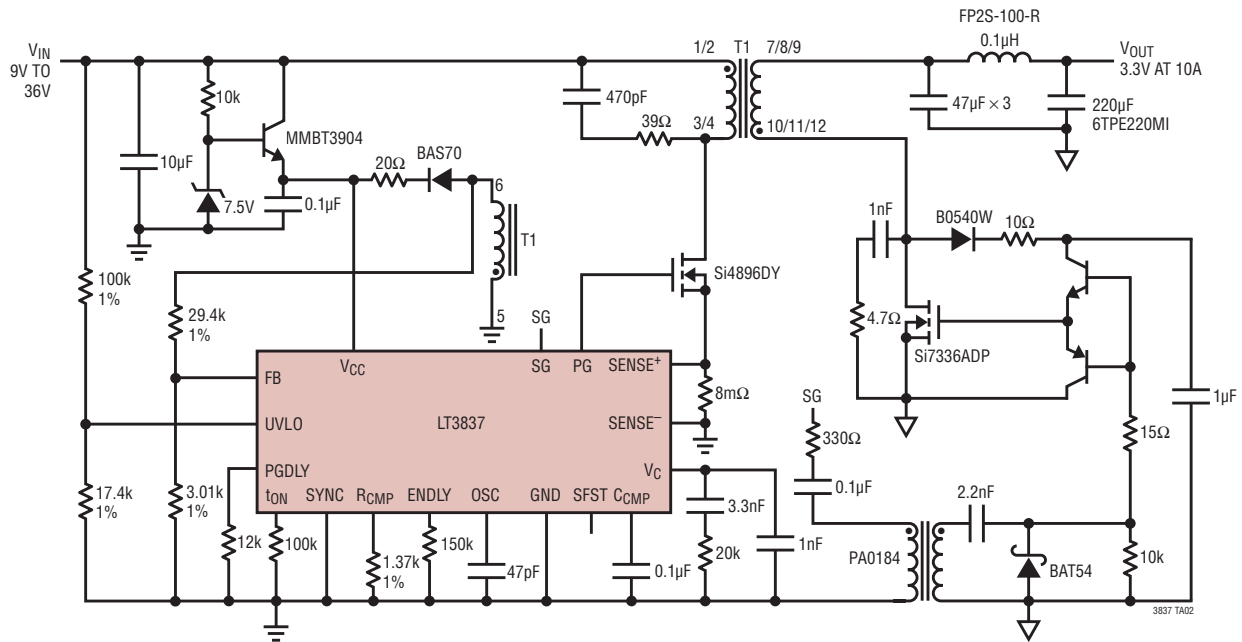 FP2S-100-R
0.1µH
VIN
9V TO
36V
1/2
T1
7/8/9
VOUT
3.3V AT 10A
10k
470pF
47µF × 3
220µF
6TPE220MI
3/4
39Ω
10/11/12
MMBT3904
10µF
20Ω
BAS70
6
7.5V
0.1µF
T1
1nF
B0540W
10Ω
Si4896DY
100k
1%
29.4k
1%
5
4.7Ω
Si7336ADP
SG
VCC
SG
PG
SENSE+
FB
8mΩ
1µF
UVLO
LT3837
SENSE–
SG
330Ω
15Ω
PGDLY
VC
17.4k
1%
3.01k
1%
tON
SYNC
RCMP
ENDLY
OSC
GND
SFST
CCMP
3.3nF
0.1µF
2.2nF
12k
100k
1.37k
1%
150k
47pF
0.1µF
20k
1nF
PA0184
BAT54
10k
3837 TA02